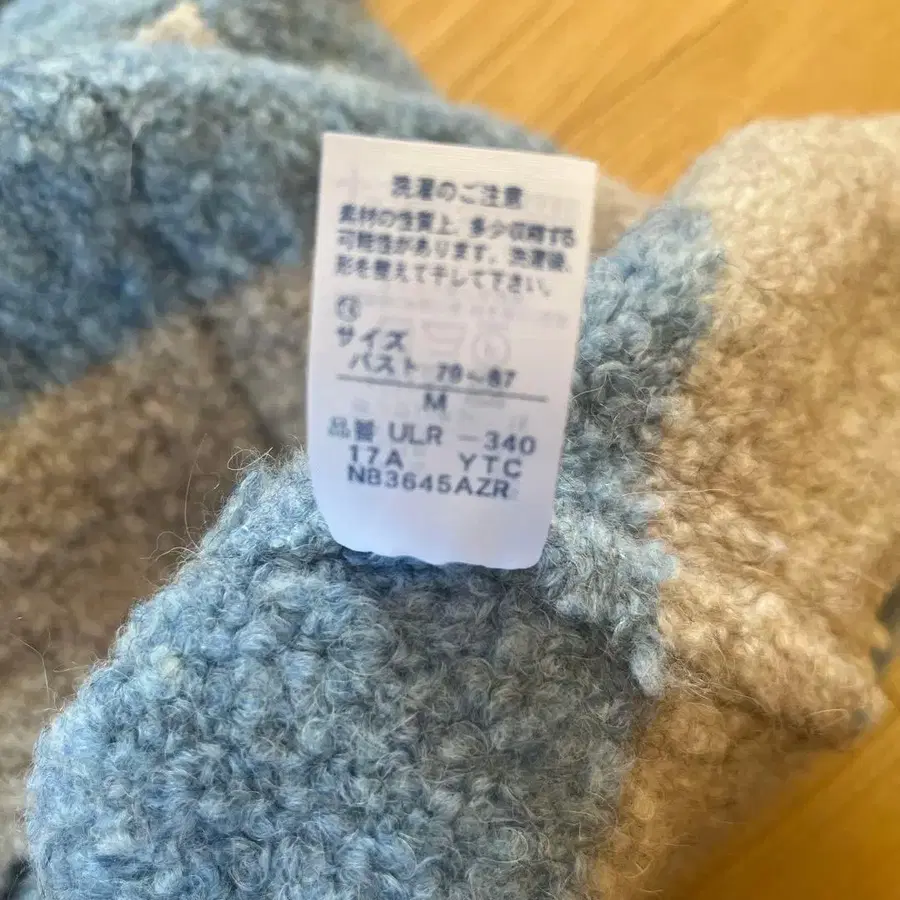 洗濯のご注意
素材の性質上、多少収縮する
可能性があります。洗濯後、
形を整えて干して下さい。
サイズ
バスト 79～87
M
品番 ULR －340
17A YTC
NB3645AZR